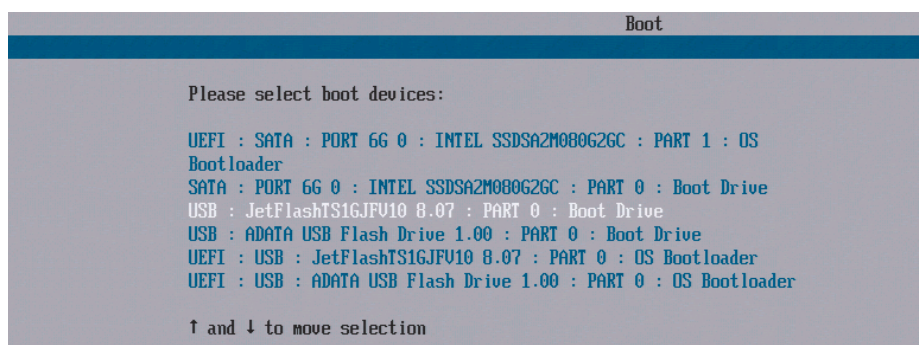 Boot
Please select boot devices:
UEFI : SATA : PORT 6G 0 : INTEL SSDSA2M080G2GC : PART 1 : OS
Bootloader
SATA : PORT 6G 0 : INTEL SSDSA2M080G2GC : PART 0 : Boot Drive
USB : JetFlashTS1GJFV10 8.07 : PART 0 : Boot Drive
USB : ADATA USB Flash Drive 1.00 : PART 0 : Boot Drive
UEFI : USB : JetFlashTS1GJFV10 8.07 : PART 0 : OS Bootloader
UEFI : USB : ADATA USB Flash Drive 1.00 : PART 0 : OS Bootloader
↑ and ↓ to move selection